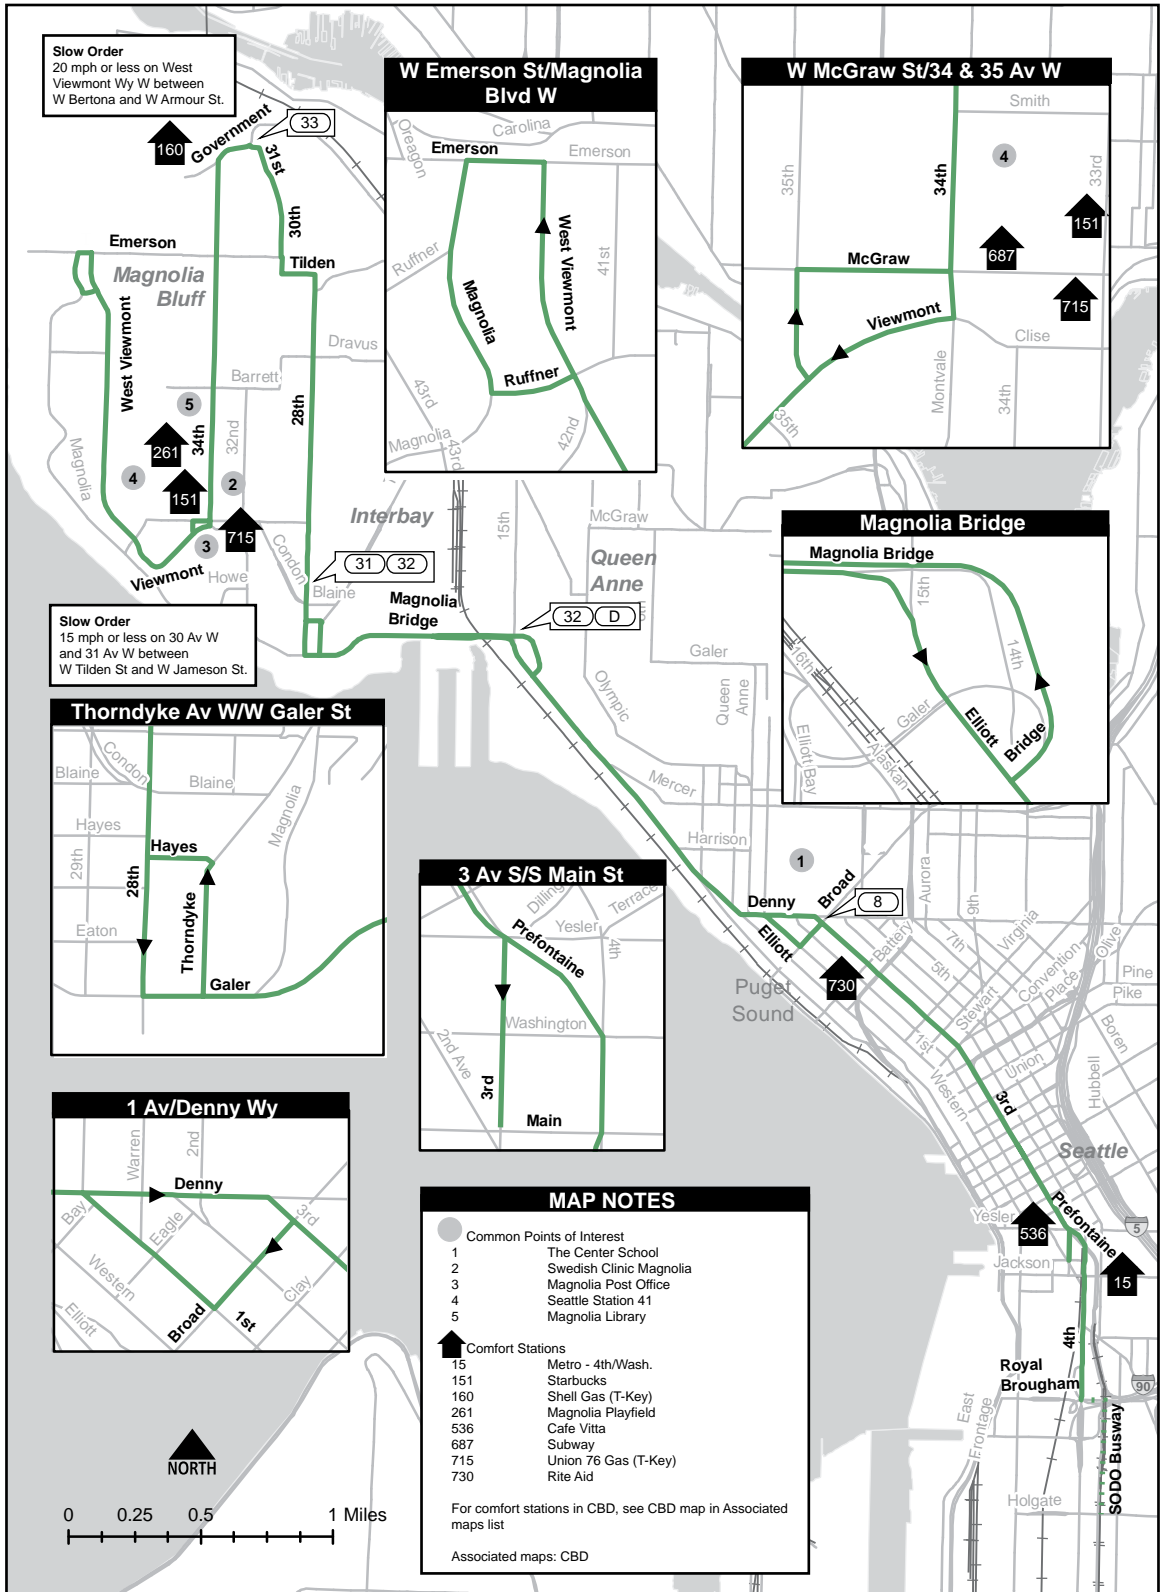 Slow Order
20 mph or less on West
Viewmont Wy W between
W Bertona and W Armour St.
160
Government
33
31st
30th
Emerson
Tilden
Magnolia
Bluff
West Viewmont
Dravus
Barrett
28th
5
34th
32nd
261
Magnolia
4
151
2
715
3
Viewmont
Howe
Condon
Blaine
31 32
Interbay
Magnolia
Bridge
15th
McGraw
Queen
Anne
32 D
Galer
Olympic
Queen
Anne
Mercer
Harrison
1
Denny
Broad
8
Elliott
Aurora
9th
Battery
7th
Virginia
5th
Convention
Place
Olive
Pine
Pike
Stewart
730
Puget
Sound
1st
Union
Western
Boren
Hubbell
3rd
Seattle
Prefontaine
Yesler
536
5
Jackson
15
4th
Royal
Brougham
90
East
Frontage
SODO Busway
Holgate
Slow Order
15 mph or less on 30 Av W
and 31 Av W between
W Tilden St and W Jameson St.
W Emerson St/Magnolia
Blvd W
Oreagon
Carolina
Emerson
Emerson
Ruffner
West Viewmont
41st
Magnolia
Ruffner
43rd
42nd
Magnolia
43rd
W McGraw St/34 & 35 Av W
Smith
35th
34th
4
33rd
151
McGraw
687
715
Viewmont
Clise
Montvale
34th
35th
Magnolia Bridge
Magnolia Bridge
15th
14th
16th
Galer
Elliott
Bridge
Elliott Bay
Alaskan
Thorndyke Av W/W Galer St
Condon
Blaine
Blaine
Magnolia
Hayes
Hayes
29th
28th
Thorndyke
Eaton
Galer
3 Av S/S Main St
Dilling
Terrace
Yesler
4th
Prefontaine
Washington
2nd Ave
3rd
Main
1 Av/Denny Wy
Warren
2nd
Denny
Bay
Eagle
3rd
Western
Clay
Elliott
Broad
1st
NORTH
0 0.25 0.5 1 Miles
MAP NOTES
Common Points of Interest
1 The Center School
2 Swedish Clinic Magnolia
3 Magnolia Post Office
4 Seattle Station 41
5 Magnolia Library
Comfort Stations
15 Metro - 4th/Wash.
151 Starbucks
160 Shell Gas (T-Key)
261 Magnolia Playfield
536 Cafe Vitta
687 Subway
715 Union 76 Gas (T-Key)
730 Rite Aid
For comfort stations in CBD, see CBD map in Associated
maps list
Associated maps: CBD